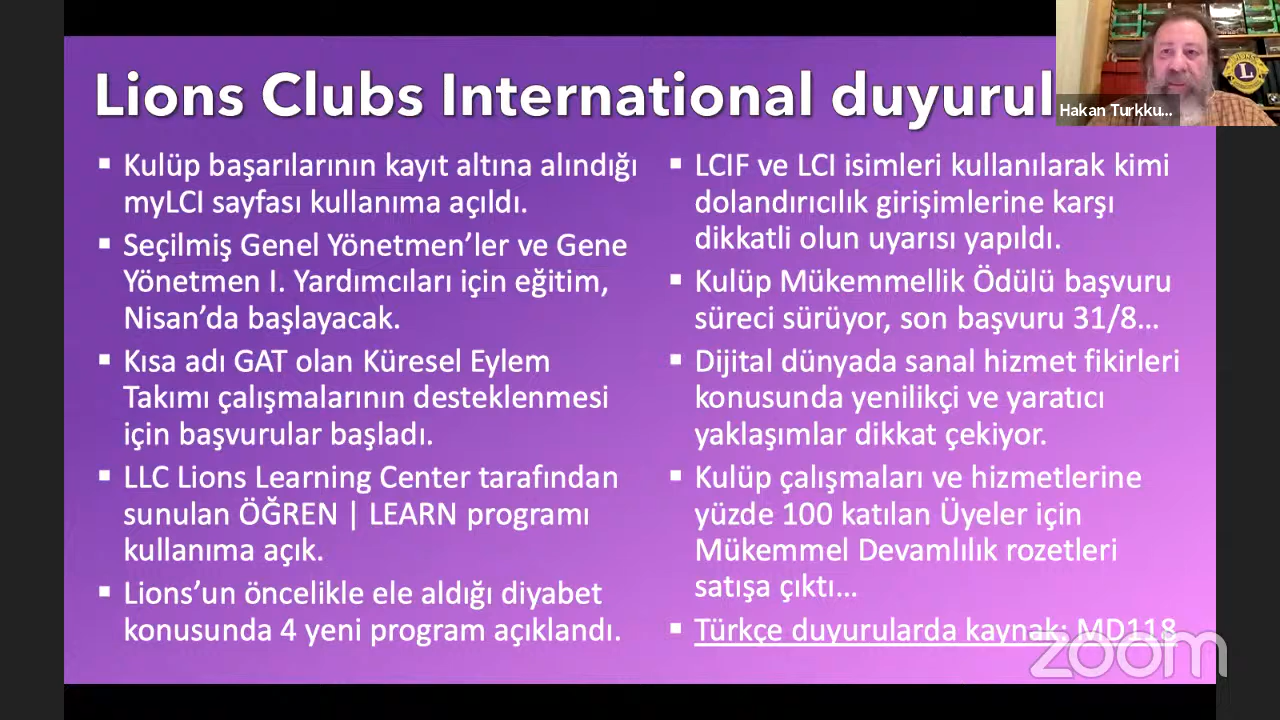 Lions Clubs International duyurul
Hakan Turkku...
▪ Kulüp başarılarının kayıt altına alındığı
myLCI sayfası kullanıma açıldı.
▪ Seçilmiş Genel Yönetmen’ler ve Gene
Yönetmen I. Yardımcıları için eğitim,
Nisan’da başlayacak.
▪ Kısa adı GAT olan Küresel Eylem
Takımı çalışmalarının desteklenmesi
için başvurular başladı.
▪ LLC Lions Learning Center tarafından
sunulan ÖĞREN | LEARN programı
kullanıma açık.
▪ Lions’un öncelikle ele aldığı diyabet
konusunda 4 yeni program açıklandı.
▪ LCIF ve LCI isimleri kullanılarak kimi
dolandırıcılık girişimlerine karşı
dikkatli olun uyarısı yapıldı.
▪ Kulüp Mükemmellik Ödülü başvuru
süreci sürüyor, son başvuru 31/8...
▪ Dijital dünyada sanal hizmet fikirleri
konusunda yenilikçi ve yaratıcı
yaklaşımlar dikkat çekiyor.
▪ Kulüp çalışmaları ve hizmetlerine
yüzde 100 katılan Üyeler için
Mükemmel Devamlılık rozetleri
satışa çıktı...
▪ Türkçe duyurularda kaynak: MD118
zoom